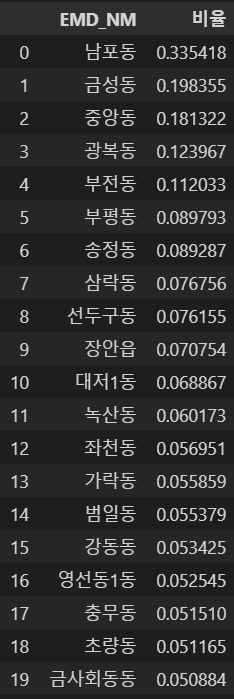 EMD_NM 비율
0 남포동 0.335418
1 금성동 0.198355
2 중앙동 0.181322
3 광복동 0.123967
4 부전동 0.112033
5 부평동 0.089793
6 송정동 0.089287
7 삼락동 0.076756
8 선두구동 0.076155
9 장안읍 0.070754
10 대저1동 0.068867
11 녹산동 0.060173
12 좌천동 0.056951
13 가락동 0.055859
14 범일동 0.055379
15 강동동 0.053425
16 영선동1동 0.052545
17 충무동 0.051510
18 초량동 0.051165
19 금사회동동 0.050884